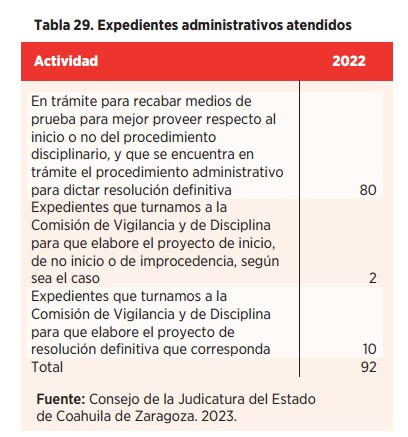 Tabla 29. Expedientes administrativos atendidos
Actividad 2022
En trámite para recabar medios de
prueba para mejor proveer respecto al
inicio o no del procedimiento
disciplinario, y que se encuentra en
trámite el procedimiento administrativo
para dictar resolución definitiva 80
Expedientes que turnamos a la
Comisión de Vigilancia y de Disciplina
para que elabore el proyecto de inicio,
de no inicio o de improcedencia, según
sea el caso 2
Expedientes que turnamos a la
Comisión de Vigilancia y de Disciplina
para que elabore el proyecto de
resolución definitiva que corresponda 10
Total 92
Fuente: Consejo de la Judicatura del Estado
de Coahuila de Zaragoza. 2023.